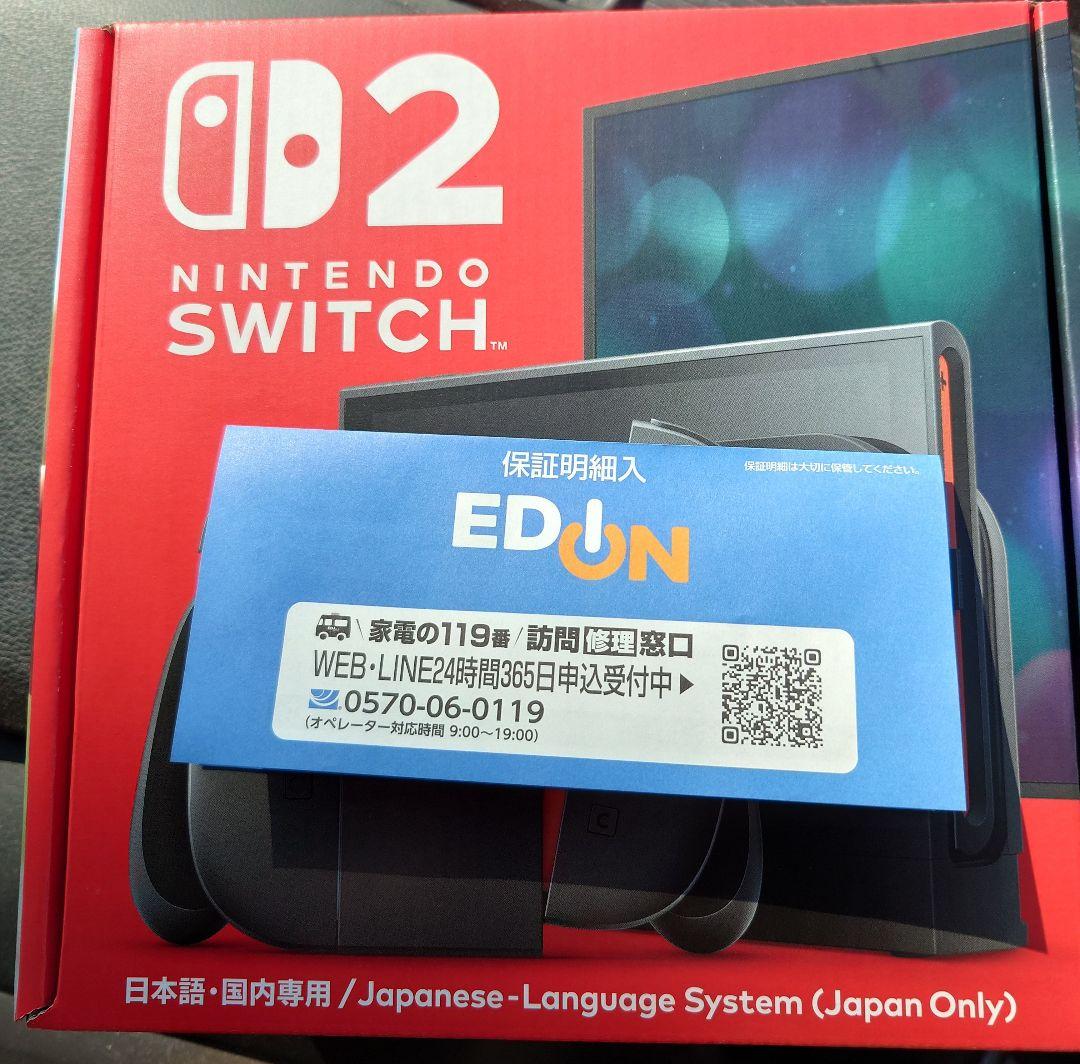 2
NINTENDO
SWITCH™
保証明細入
保証明細は大切に保管してください。
EDION
\家電の119番/訪問修理窓口
WEB・LINE24時間365日申込受付中▶
0570-06-0119
(オペレーター対応時間 9:00～19:00)
C
日本語・国内専用/Japanese-Language System (Japan Only)